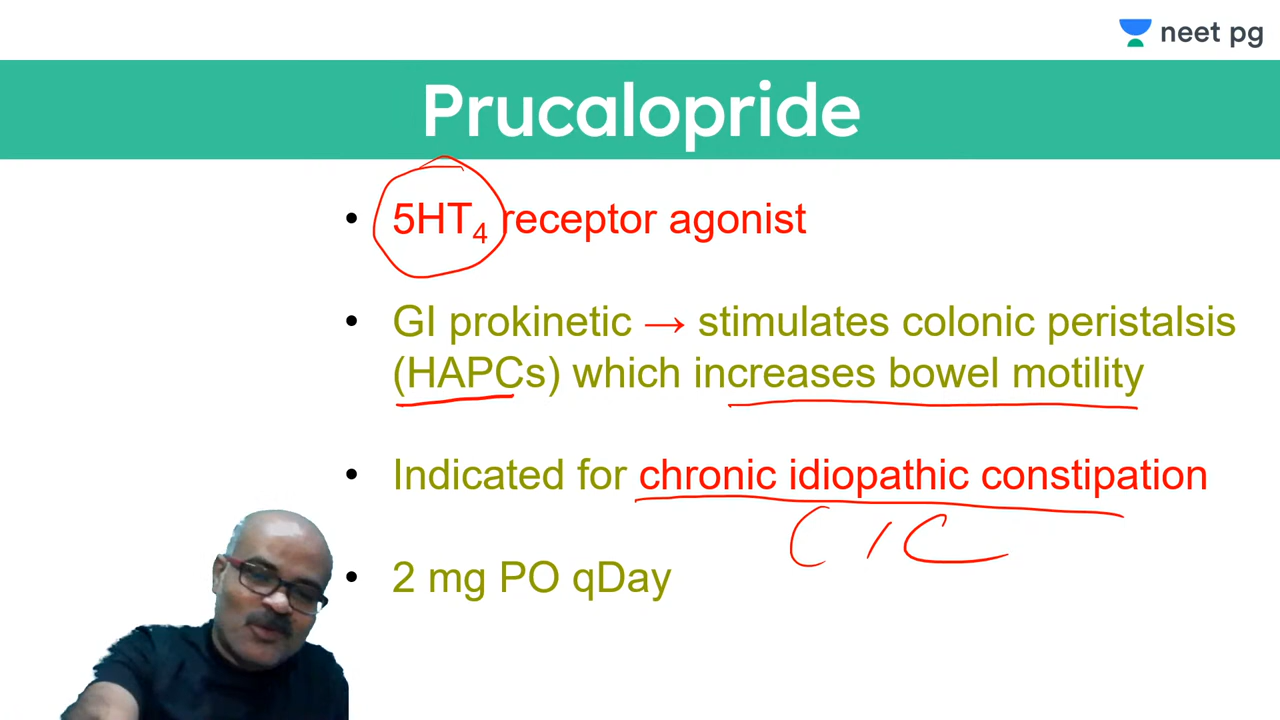 neet pg
Prucalopride
• 5HT₄ receptor agonist
• GI prokinetic → stimulates colonic peristalsis
(HAPCs) which increases bowel motility
• Indicated for chronic idiopathic constipation
CIC
• 2 mg PO qDay